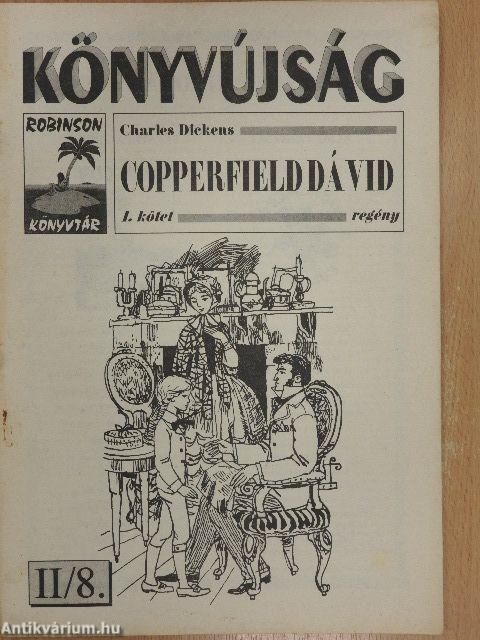 KÖNYVÚJSÁG
ROBINSON
KÖNYVTÁR
Charles Dickens
COPPERFIELD DÁVID
I. kötet regény
II/8.
Antikvárium.hu